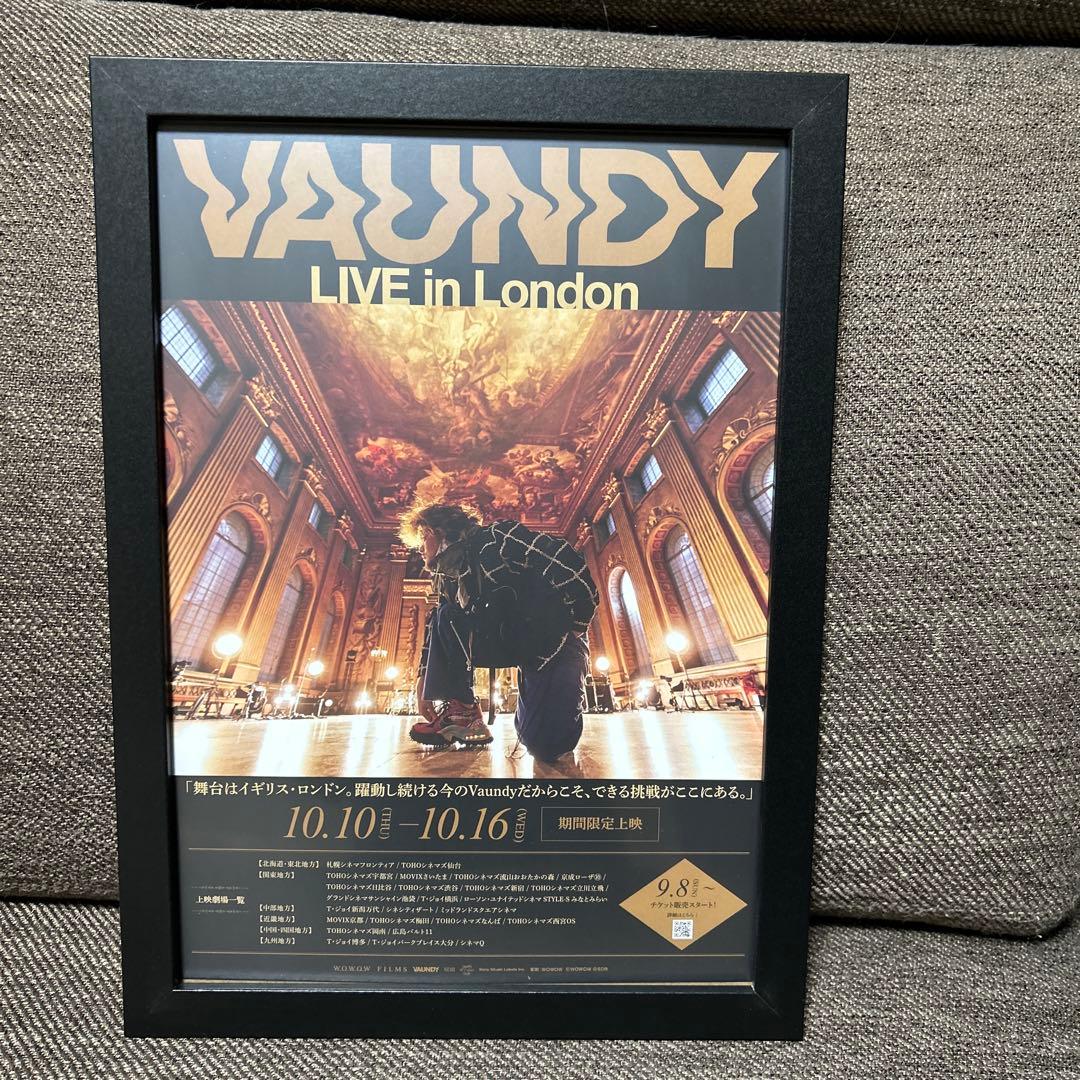 VAUNDY
LIVE in London
「舞台はイギリス・ロンドン。躍動し続ける今のVaundyだからこそ、できる挑戦がここにある。」
10.10(THU)—10.16(WED) 期間限定上映
上映劇場一覧
【北海道・東北地方】 札幌シネマフロンティア / TOHOシネマズ仙台
【関東地方】 TOHOシネマズ宇都宮 / MOVIXさいたま / TOHOシネマズ流山おおたかの森 / 京成ローザ⑩ /
TOHOシネマズ日比谷 / TOHOシネマズ渋谷 / TOHOシネマズ新宿 / TOHOシネマズ立川立飛 /
グランドシネマサンシャイン池袋 / T・ジョイ横浜 / ローソン・ユナイテッドシネマ STYLE-S みなとみらい
【中部地方】 T・ジョイ新潟万代 / シネシティザート / ミッドランドスクエアシネマ
【近畿地方】 MOVIX京都 / TOHOシネマズ梅田 / TOHOシネマズなんば / TOHOシネマズ西宮OS
【中国・四国地方】 TOHOシネマズ岡南 / 広島バルト11
【九州地方】 T・ジョイ博多 / T・ジョイパークプレイス大分 / シネマQ
9.8(SUN)～
チケット販売スタート!
詳細はこちら
W.O.W.O.W FILMS VAUNDY WOWOW ©WOWOW ©SDR